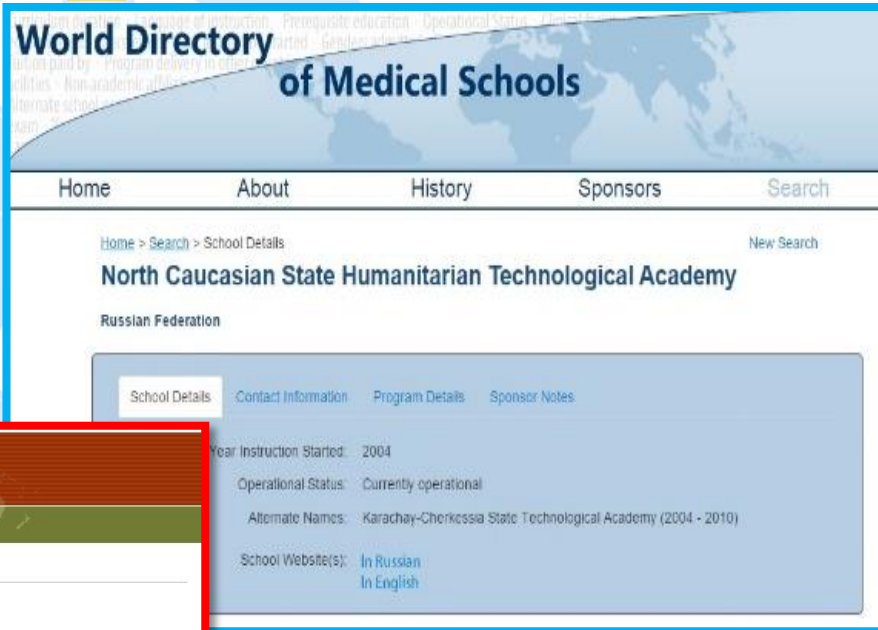 World Directory
of Medical Schools
Home About History Sponsors Search
Home > Search > School Details New Search
North Caucasian State Humanitarian Technological Academy
Russian Federation
School Details Contact Information Program Details Sponsor Notes
Year Instruction Started: 2004
Operational Status: Currently operational
Alternate Names: Karachay-Cherkessia State Technological Academy (2004 - 2010)
School Website(s): In Russian
In English